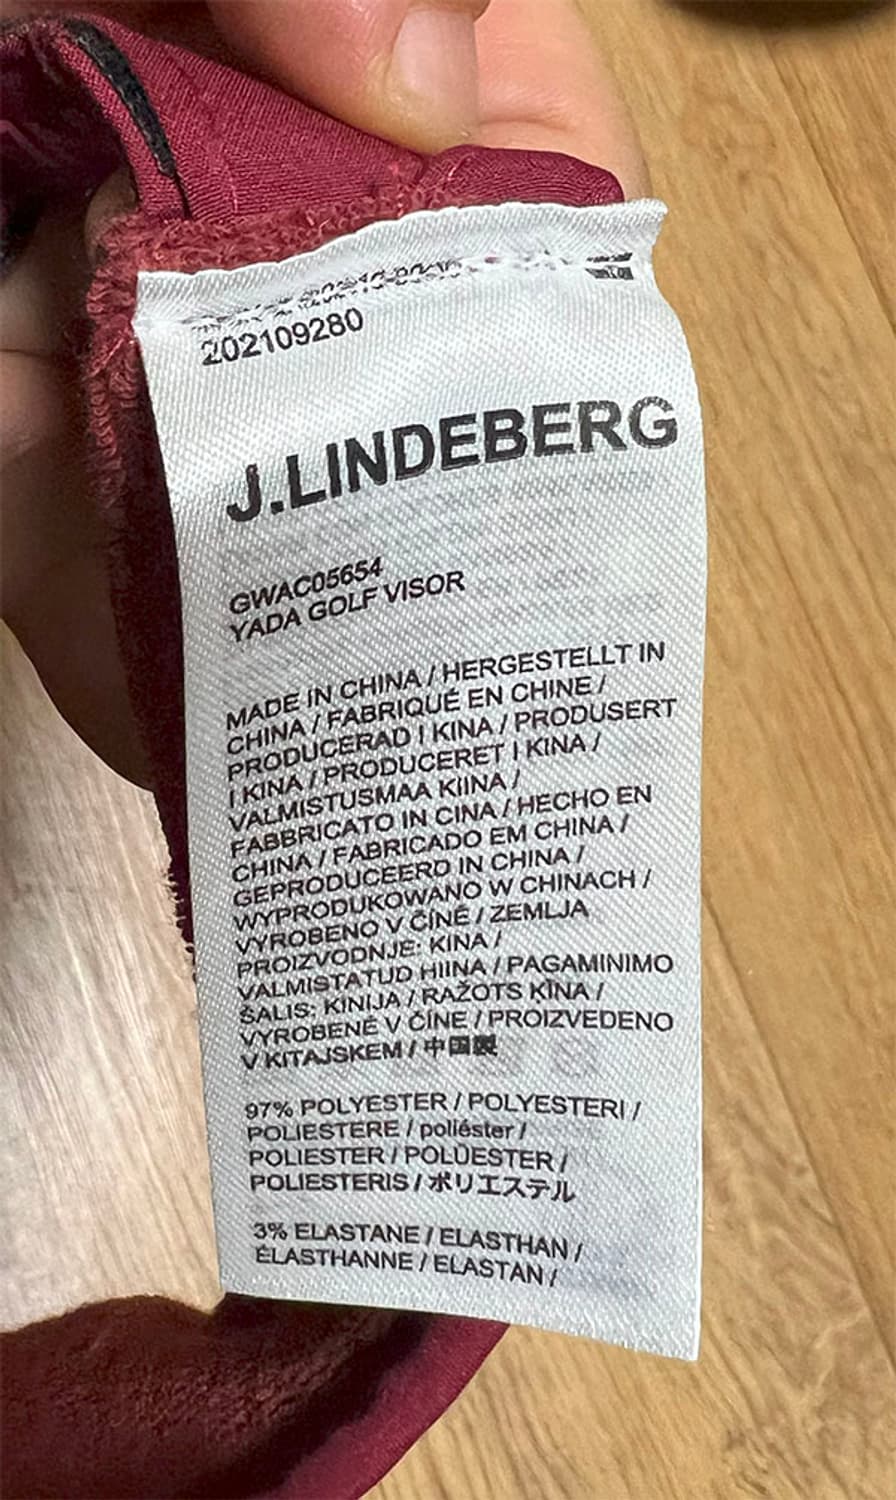 202109280
J.LINDEBERG
GWAC05654
YADA GOLF VISOR
MADE IN CHINA / HERGESTELLT IN
CHINA / FABRIQUÉ EN CHINE /
PRODUCERAD I KINA / PRODUSERT
I KINA / PRODUCERET I KINA /
VALMISTUSMAA KIINA /
FABBRICATO IN CINA / HECHO EN
CHINA / FABRICADO EM CHINA /
GEPRODUCEERD IN CHINA /
WYPRODUKOWANO W CHINACH /
VYROBENO V ČÍNĚ / ZEMLJA
PROIZVODNJE: KINA /
VALMISTATUD HIINA / PAGAMINIMO
ŠALIS: KINIJA / RAŽOTS ĶĪNA /
VYROBENÉ V ČÍNE / PROIZVEDENO
V KITAJSKEM / 中国製
97% POLYESTER / POLYESTERI /
POLIESTERE / poliéster /
POLIESTER / POLÜESTER /
POLIESTERIS / ポリエステル
3% ELASTANE / ELASTHAN /
ÉLASTHANNE / ELASTAN /